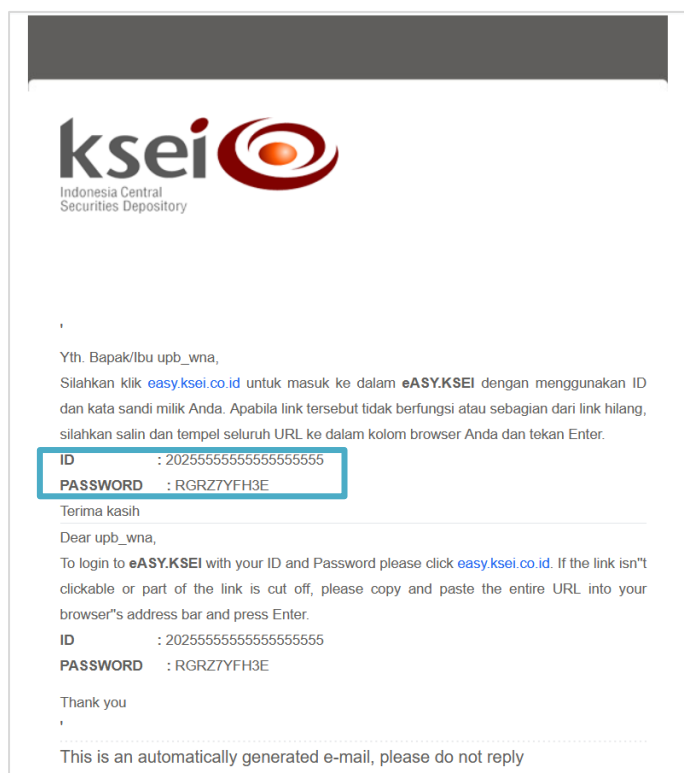 ksei
Indonesia Central
Securities Depository
'
Yth. Bapak/Ibu upb_wna,
Silahkan klik easy.ksei.co.id untuk masuk ke dalam eASY.KSEI dengan menggunakan ID
dan kata sandi milik Anda. Apabila link tersebut tidak berfungsi atau sebagian dari link hilang,
silahkan salin dan tempel seluruh URL ke dalam kolom browser Anda dan tekan Enter.
ID : 20255555555555555555
PASSWORD : RGRZ7YFH3E
Terima kasih
Dear upb_wna,
To login to eASY.KSEI with your ID and Password please click easy.ksei.co.id. If the link isn"t
clickable or part of the link is cut off, please copy and paste the entire URL into your
browser"s address bar and press Enter.
ID : 20255555555555555555
PASSWORD : RGRZ7YFH3E
Thank you
'
This is an automatically generated e-mail, please do not reply